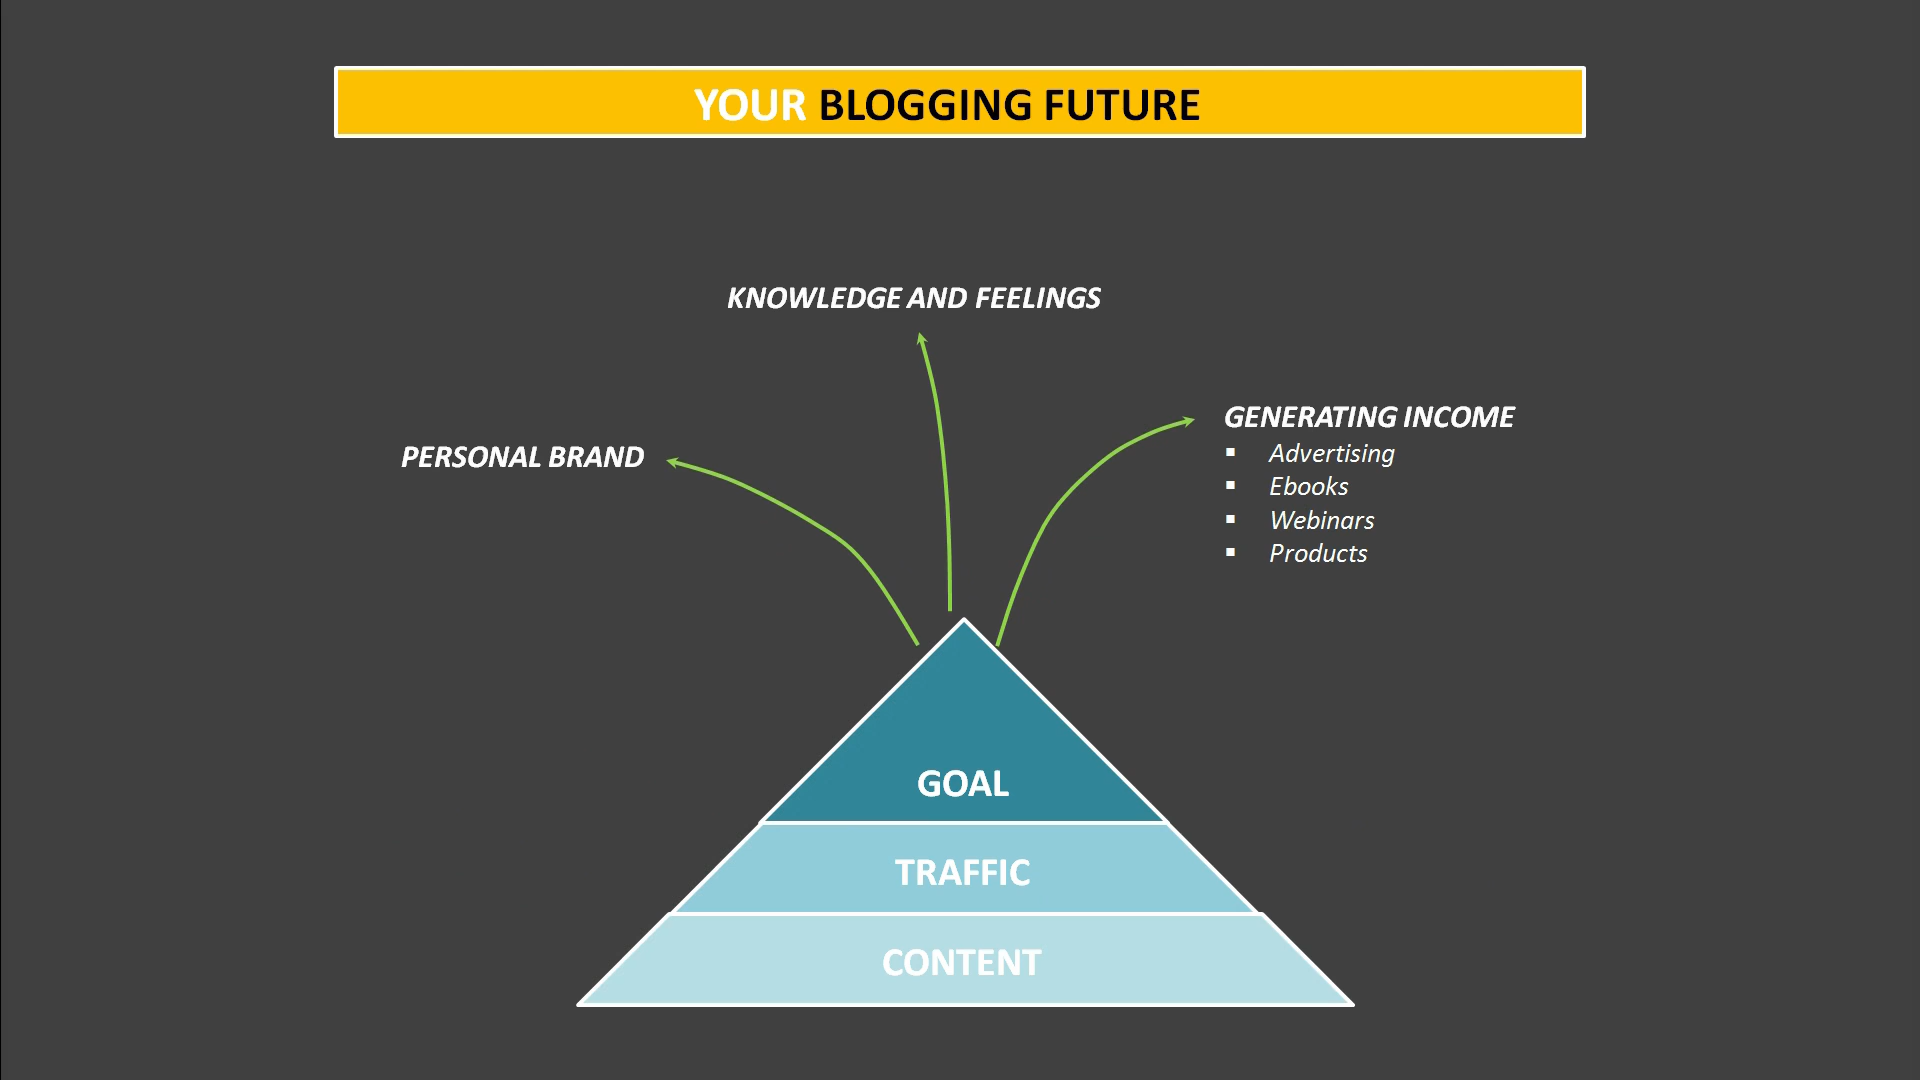 YOUR BLOGGING FUTURE
KNOWLEDGE AND FEELINGS
PERSONAL BRAND
GENERATING INCOME
▪ Advertising
▪ Ebooks
▪ Webinars
▪ Products
GOAL
TRAFFIC
CONTENT